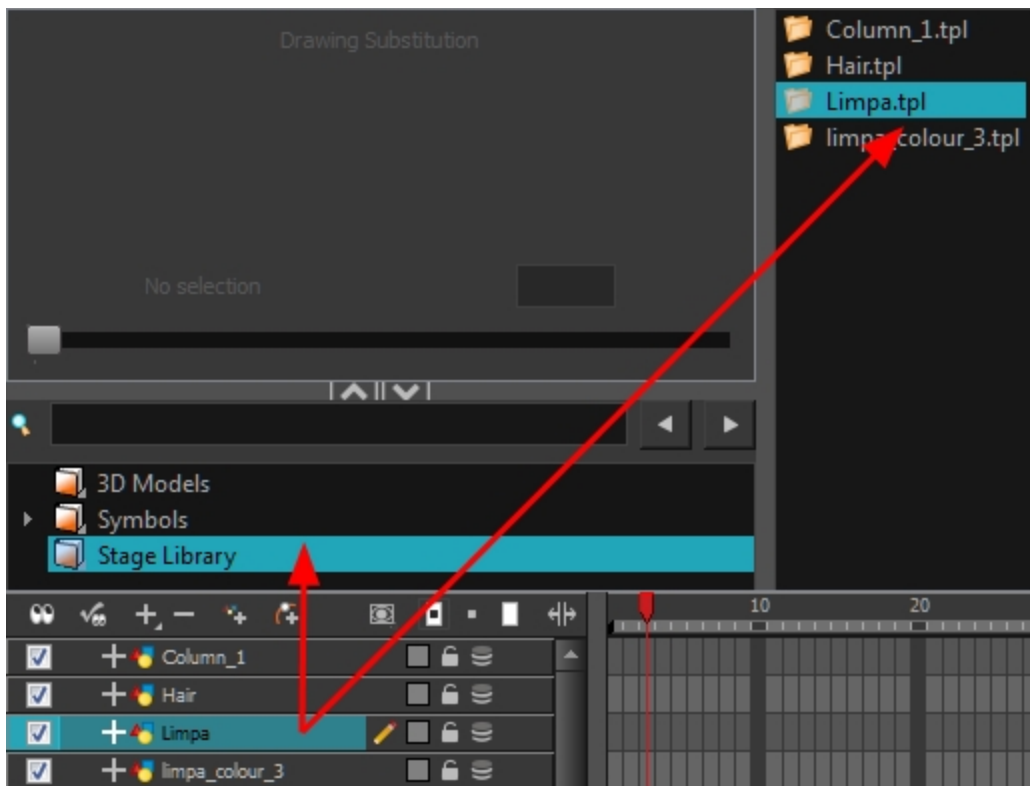 Drawing Substitution
No selection
Column_1.tpl
Hair.tpl
Limpa.tpl
limpa_colour_3.tpl
3D Models
Symbols
Stage Library
10 20
Column_1
Hair
Limpa
limpa_colour_3